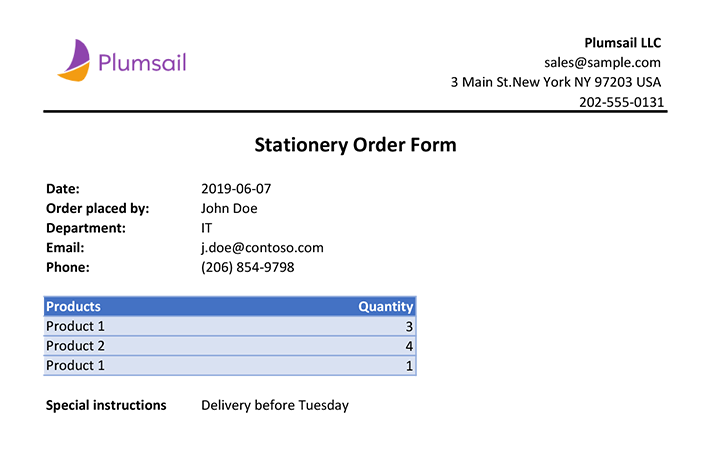 Plumsail
Plumsail LLC
sales@sample.com
3 Main St.New York NY 97203 USA
202-555-0131
Stationery Order Form
Date: 2019-06-07
Order placed by: John Doe
Department: IT
Email: j.doe@contoso.com
Phone: (206) 854-9798
Products Quantity
Product 1 3
Product 2 4
Product 1 1
Special instructions Delivery before Tuesday